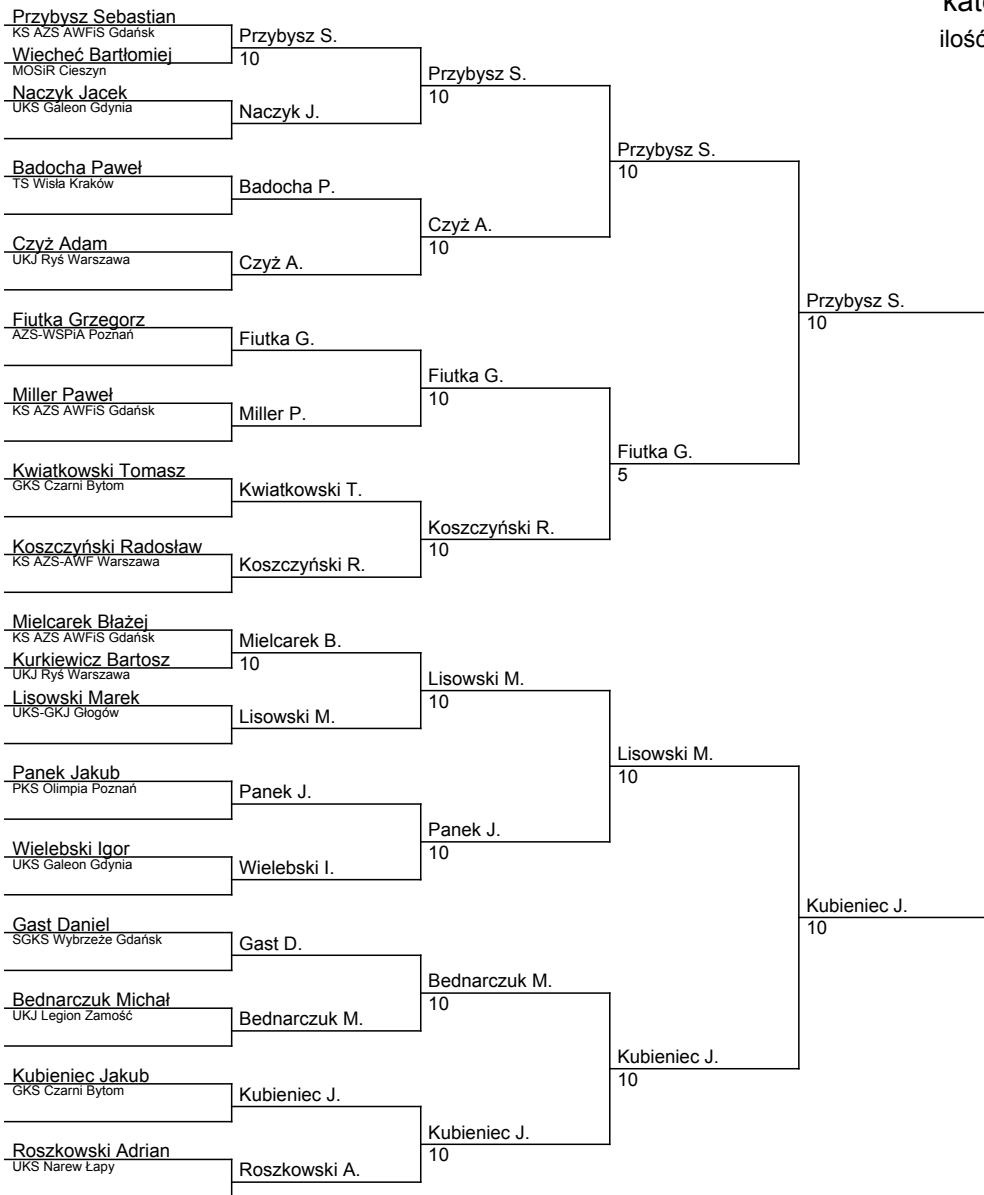 kate
ilość
Przybysz Sebastian
KS AZS AWFiS Gdańsk
Wiecheć Bartłomiej
MOSiR Cieszyn
Naczyk Jacek
UKS Galeon Gdynia
Badocha Paweł
TS Wisła Kraków
Czyż Adam
UKJ Ryś Warszawa
Fiutka Grzegorz
AZS-WSPiA Poznań
Miller Paweł
KS AZS AWFiS Gdańsk
Kwiatkowski Tomasz
GKS Czarni Bytom
Koszczyński Radosław
KS AZS-AWF Warszawa
Mielcarek Błażej
KS AZS AWFiS Gdańsk
Kurkiewicz Bartosz
UKJ Ryś Warszawa
Lisowski Marek
UKS-GKJ Głogów
Panek Jakub
PKS Olimpia Poznań
Wielebski Igor
UKS Galeon Gdynia
Gast Daniel
SGKS Wybrzeże Gdańsk
Bednarczuk Michał
UKJ Legion Zamość
Kubieniec Jakub
GKS Czarni Bytom
Roszkowski Adrian
UKS Narew Łapy
Przybysz S.
10
Naczyk J.
Badocha P.
Czyż A.
Fiutka G.
Miller P.
Kwiatkowski T.
Koszczyński R.
Mielcarek B.
10
Lisowski M.
Panek J.
Wielebski I.
Gast D.
Bednarczuk M.
Kubieniec J.
Roszkowski A.
Przybysz S.
10
Czyż A.
10
Fiutka G.
10
Koszczyński R.
10
Lisowski M.
10
Panek J.
10
Bednarczuk M.
10
Kubieniec J.
10
Przybysz S.
10
Fiutka G.
5
Lisowski M.
10
Kubieniec J.
10
Przybysz S.
10
Kubieniec J.
10